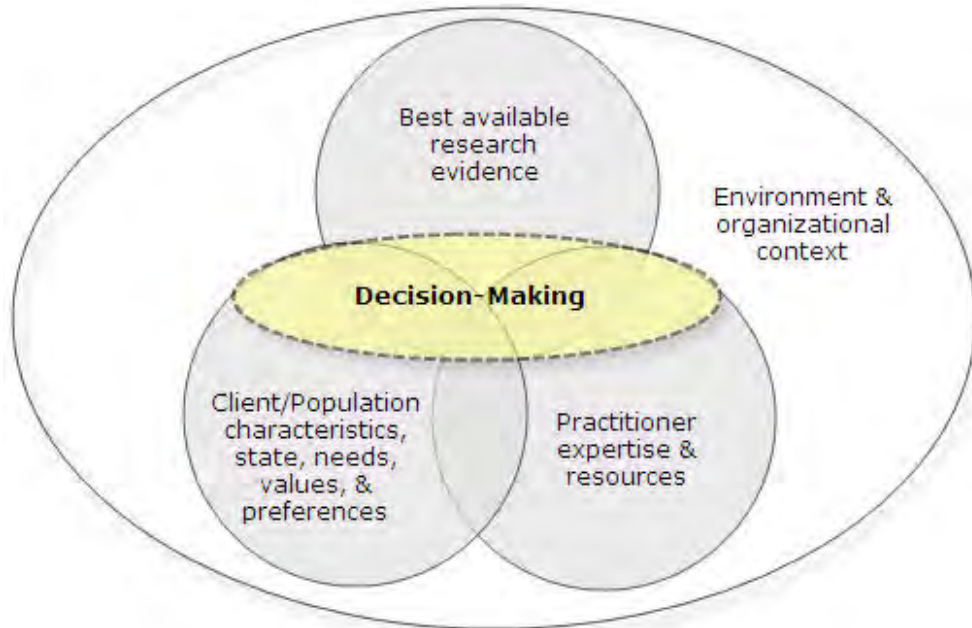 Best available
research
evidence
Environment &
organizational
context
Decision-Making
Client/Population
characteristics,
state, needs,
values, &
preferences
Practitioner
expertise &
resources